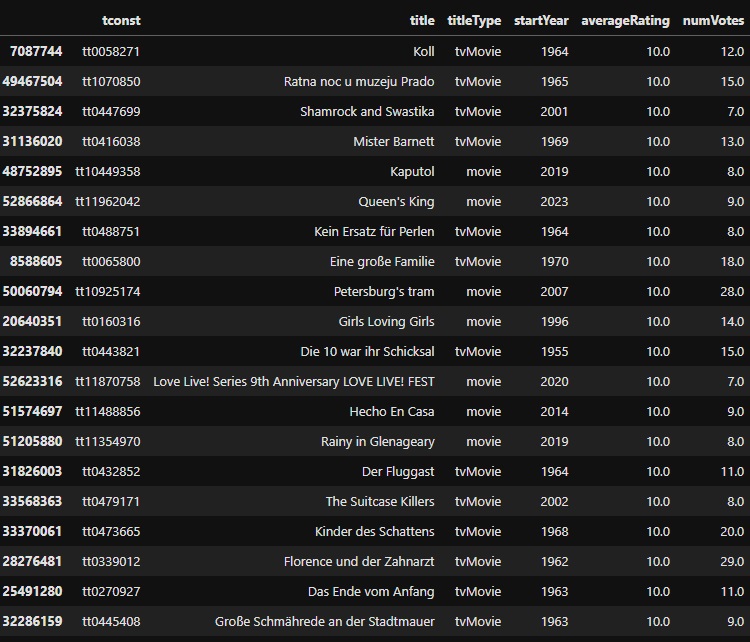 tconst title titleType startYear averageRating numVotes
7087744 tt0058271 Koll tvMovie 1964 10.0 12.0
49467504 tt1070850 Ratna noc u muzeju Prado tvMovie 1965 10.0 15.0
32375824 tt0447699 Shamrock and Swastika tvMovie 2001 10.0 7.0
31136020 tt0416038 Mister Barnett tvMovie 1969 10.0 13.0
48752895 tt10449358 Kaputol movie 2019 10.0 8.0
52866864 tt11962042 Queen's King movie 2023 10.0 9.0
33894661 tt0488751 Kein Ersatz für Perlen tvMovie 1964 10.0 8.0
8588605 tt0065800 Eine große Familie tvMovie 1970 10.0 18.0
50060794 tt10925174 Petersburg's tram movie 2007 10.0 28.0
20640351 tt0160316 Girls Loving Girls movie 1996 10.0 14.0
32237840 tt0443821 Die 10 war ihr Schicksal tvMovie 1955 10.0 15.0
52623316 tt11870758 Love Live! Series 9th Anniversary LOVE LIVE! FEST movie 2020 10.0 7.0
51574697 tt11488856 Hecho En Casa movie 2014 10.0 9.0
51205880 tt11354970 Rainy in Glenageary movie 2019 10.0 8.0
31826003 tt0432852 Der Fluggast tvMovie 1964 10.0 11.0
33568363 tt0479171 The Suitcase Killers tvMovie 2002 10.0 8.0
33370061 tt0473665 Kinder des Schattens tvMovie 1968 10.0 20.0
28276481 tt0339012 Florence und der Zahnarzt tvMovie 1962 10.0 29.0
25491280 tt0270927 Das Ende vom Anfang tvMovie 1963 10.0 11.0
32286159 tt0445408 Große Schmährede an der Stadtmauer tvMovie 1963 10.0 9.0